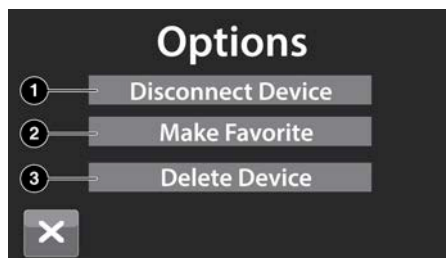 Options
1 Disconnect Device
2 Make Favorite
3 Delete Device